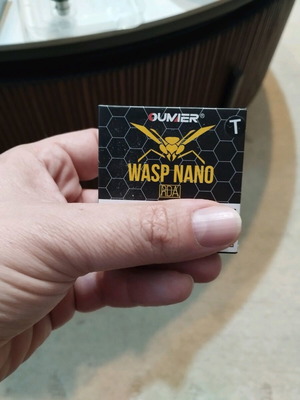 OUMIER®
T
WASP NANO
RDA